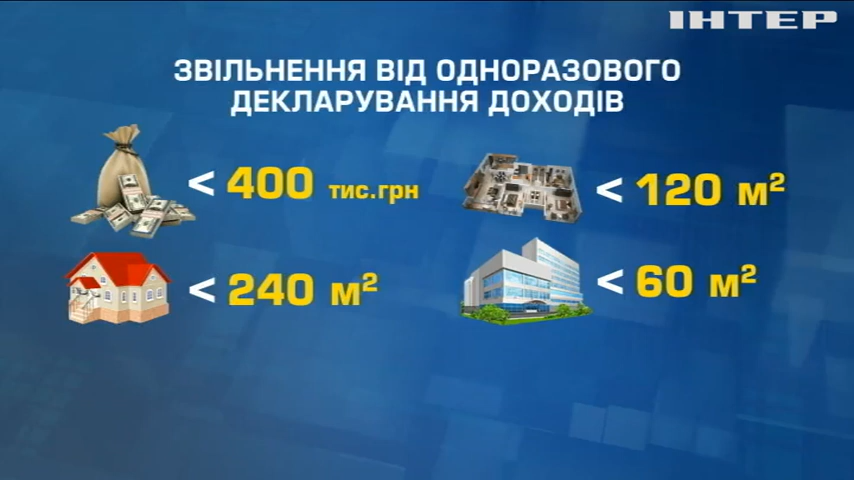 ІНТЕР
ЗВІЛЬНЕННЯ ВІД ОДНОРАЗОВОГО
ДЕКЛАРУВАННЯ ДОХОДІВ
< 400 тис.грн
< 120 м²
< 240 м²
< 60 м²